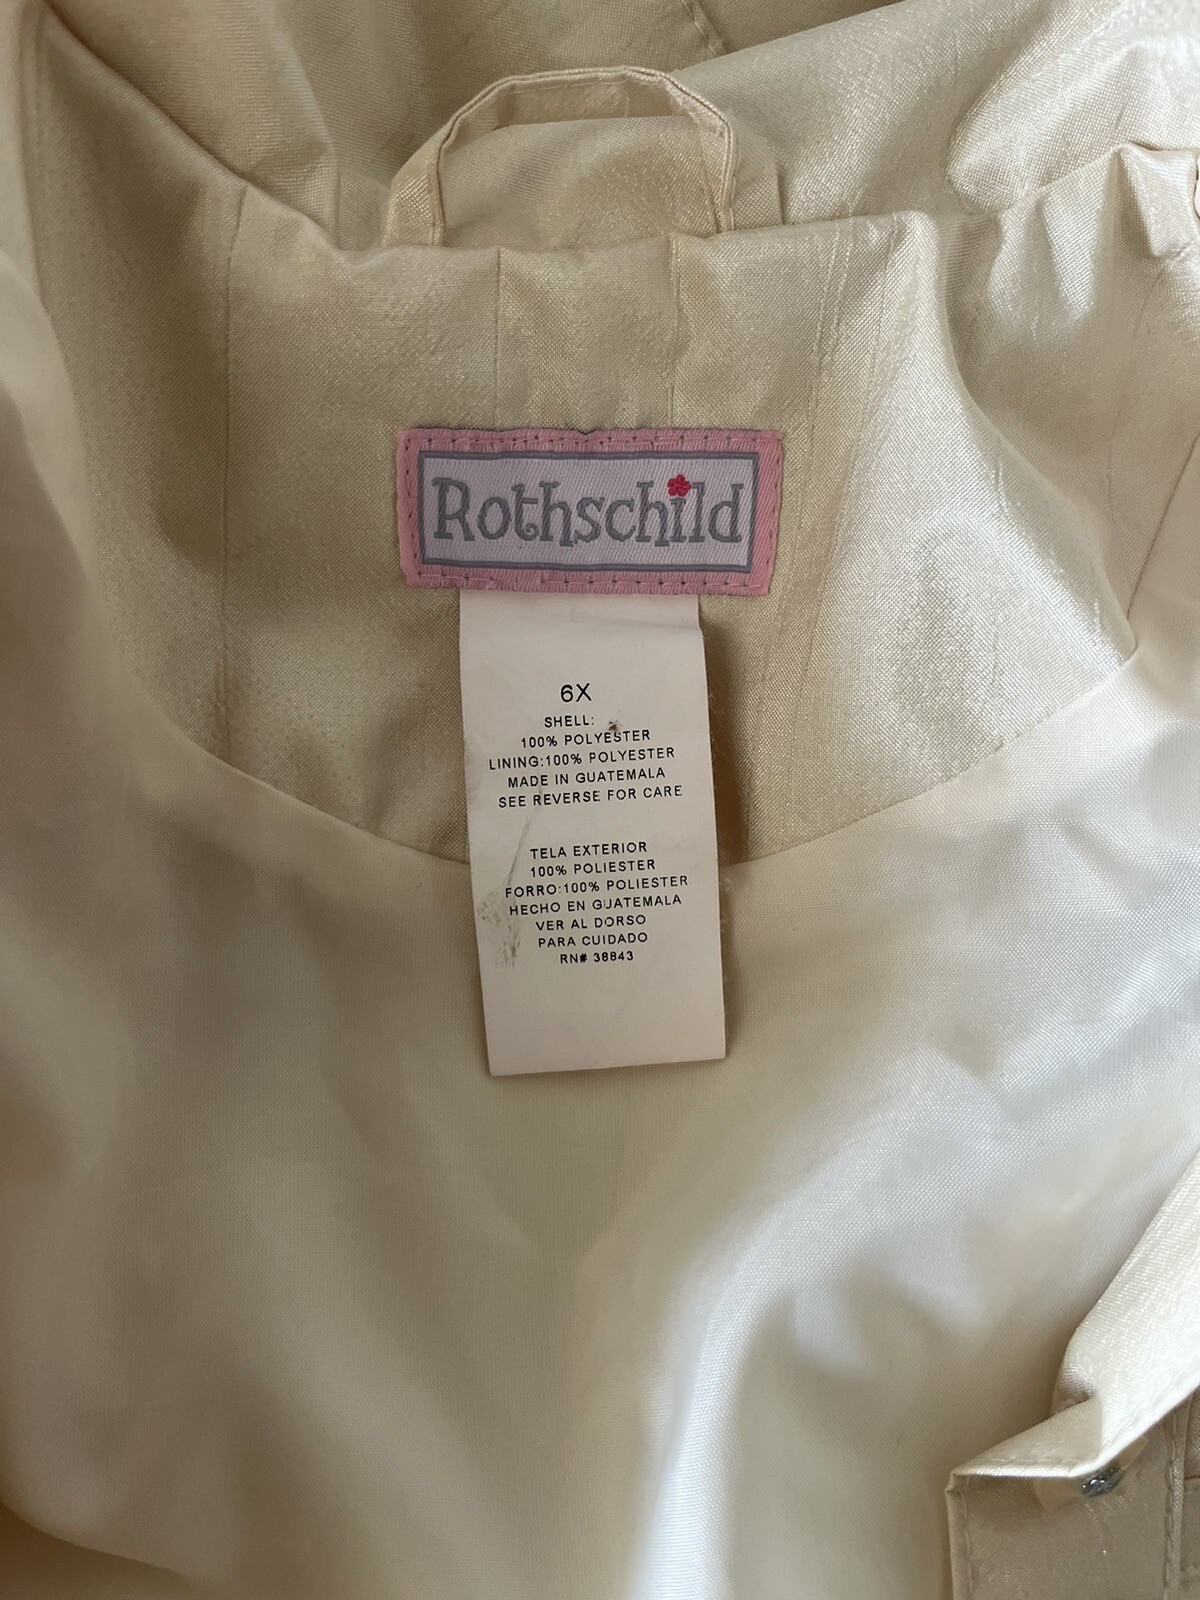 Rothschild
6X
SHELL:
100% POLYESTER
LINING:100% POLYESTER
MADE IN GUATEMALA
SEE REVERSE FOR CARE
TELA EXTERIOR
100% POLIESTER
FORRO:100% POLIESTER
HECHO EN GUATEMALA
VER AL DORSO
PARA CUIDADO
RN# 38843